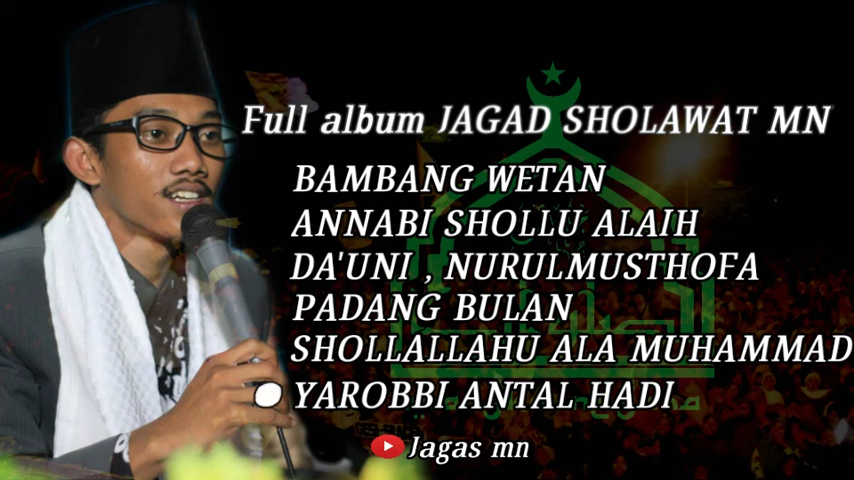 Full album JAGAD SHOLAWAT MN
BAMBANG WETAN
ANNABI SHOLLU ALAIH
DA'UNI , NURULMUSTHOFA
PADANG BULAN
SHOLLALLAHU ALA MUHAMMAD
YAROBBI ANTAL HADI
Jagas mn